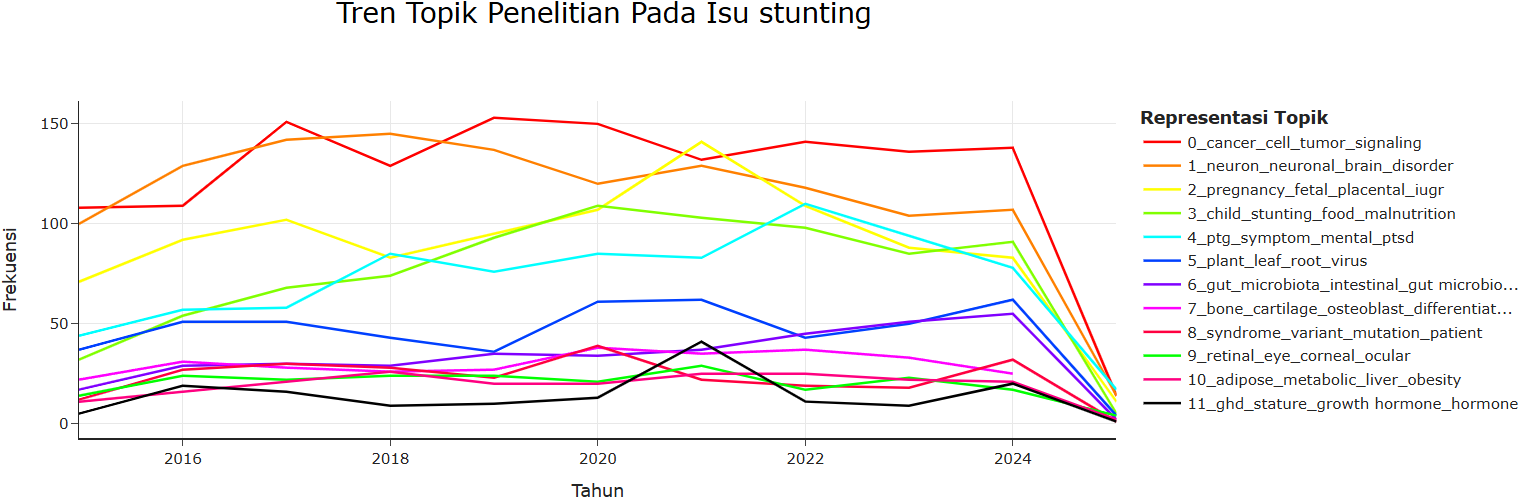 Tren Topik Penelitian Pada Isu stunting
Frekuensi
150
100
50
0
2016
2018
2020
2022
2024
Tahun
Representasi Topik
0_cancer_cell_tumor_signaling
1_neuron_neuronal_brain_disorder
2_pregnancy_fetal_placental_iugr
3_child_stunting_food_malnutrition
4_ptg_symptom_mental_ptsd
5_plant_leaf_root_virus
6_gut_microbiota_intestinal_gut microbio...
7_bone_cartilage_osteoblast_differentiat...
8_syndrome_variant_mutation_patient
9_retinal_eye_corneal_ocular
10_adipose_metabolic_liver_obesity
11_ghd_stature_growth hormone_hormone